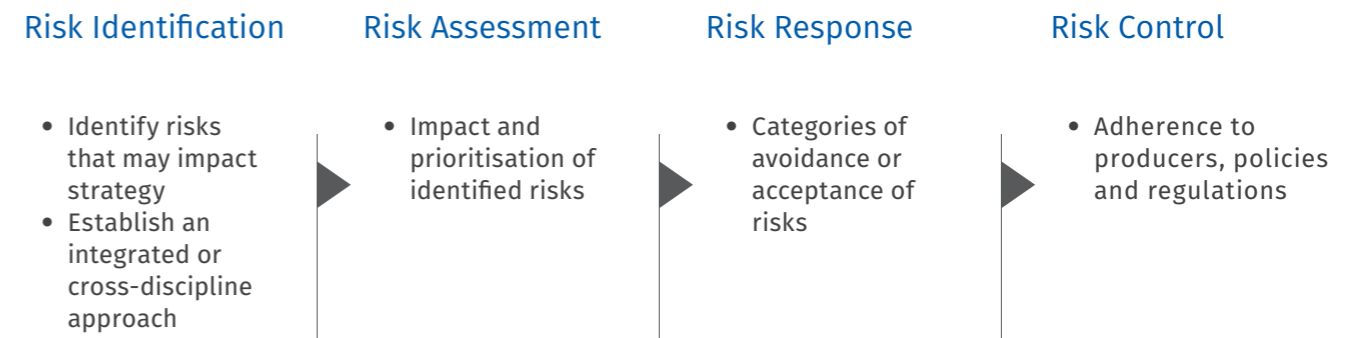 Risk Identification
• Identify risks
that may impact
strategy
• Establish an
integrated or
cross-discipline
approach
Risk Assessment
• Impact and
prioritisation of
identified risks
Risk Response
• Categories of
avoidance or
acceptance of
risks
Risk Control
• Adherence to
producers, policies
and regulations